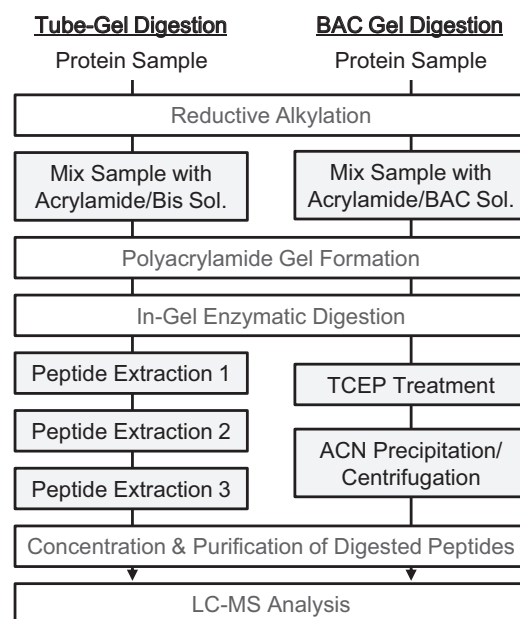 Tube-Gel Digestion
BAC Gel Digestion
Protein Sample
Protein Sample
Reductive Alkylation
Mix Sample with
Acrylamide/Bis Sol.
Mix Sample with
Acrylamide/BAC Sol.
Polyacrylamide Gel Formation
In-Gel Enzymatic Digestion
Peptide Extraction 1
Peptide Extraction 2
Peptide Extraction 3
TCEP Treatment
ACN Precipitation/
Centrifugation
Concentration & Purification of Digested Peptides
LC-MS Analysis